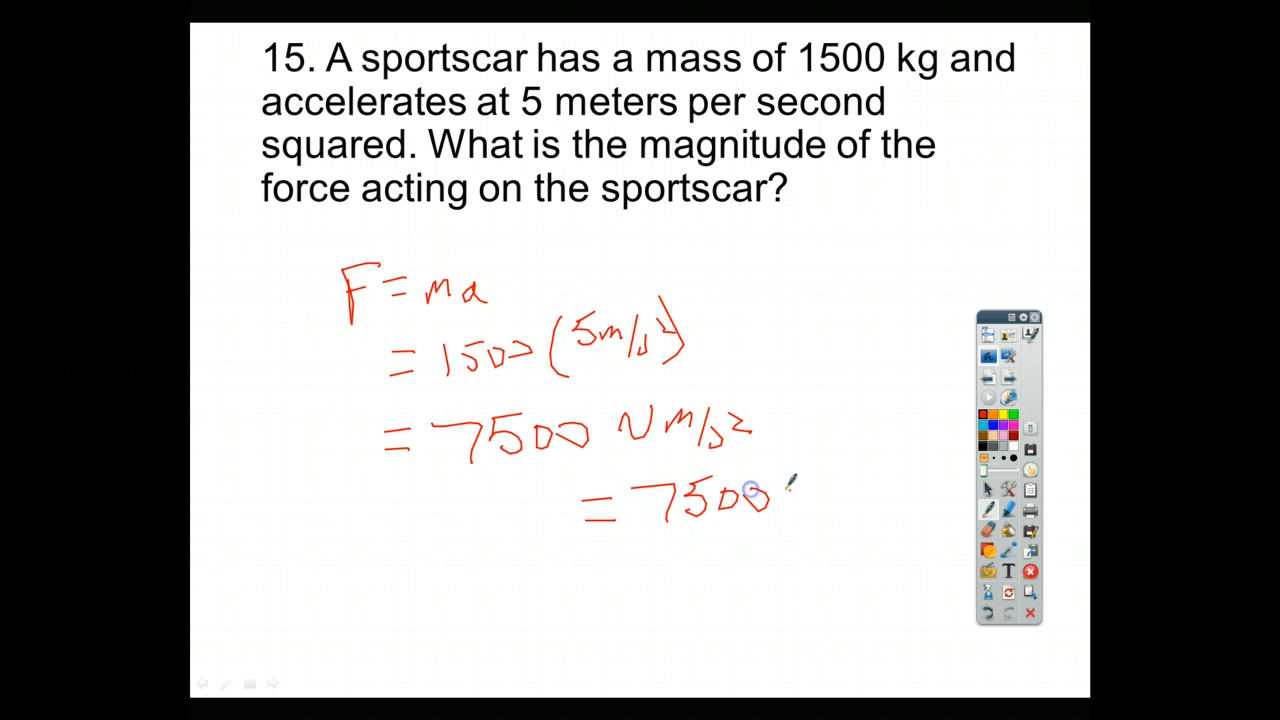 15. A sportscar has a mass of 1500 kg and
accelerates at 5 meters per second
squared. What is the magnitude of the
force acting on the sportscar?
F = ma
= 1500 (5m/s²)
= 7500 N m/s²
= 7500
T